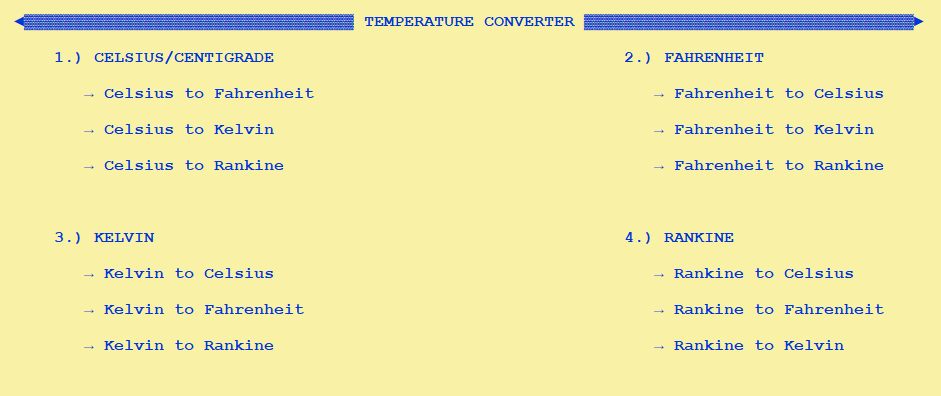 TEMPERATURE CONVERTER
1.) CELSIUS/CENTIGRADE
→ Celsius to Fahrenheit
→ Celsius to Kelvin
→ Celsius to Rankine
2.) FAHRENHEIT
→ Fahrenheit to Celsius
→ Fahrenheit to Kelvin
→ Fahrenheit to Rankine
3.) KELVIN
→ Kelvin to Celsius
→ Kelvin to Fahrenheit
→ Kelvin to Rankine
4.) RANKINE
→ Rankine to Celsius
→ Rankine to Fahrenheit
→ Rankine to Kelvin